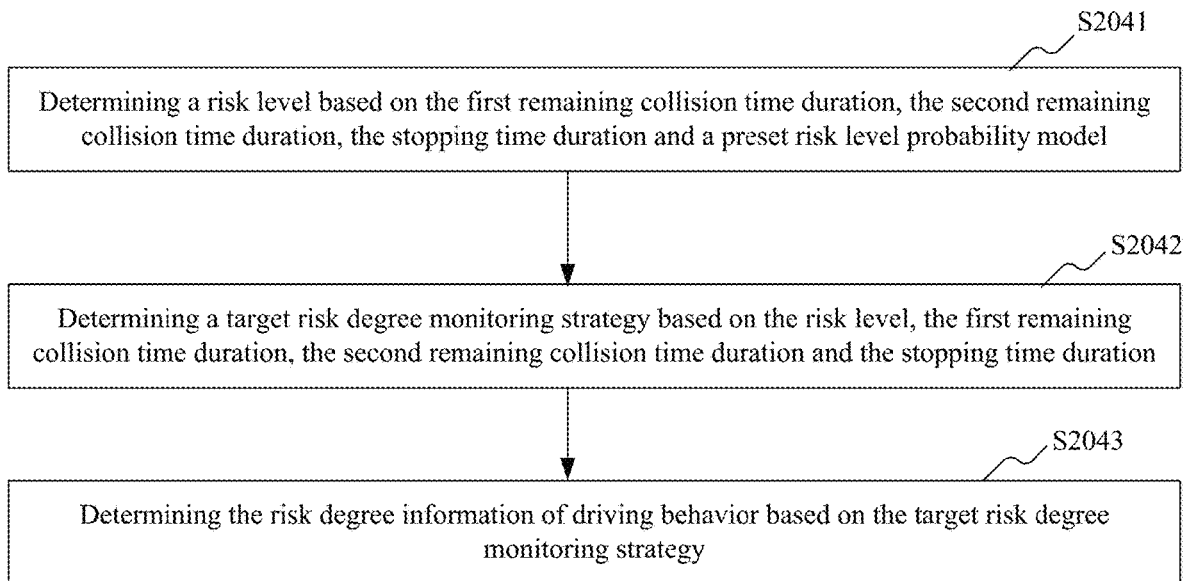 S2041
Determining a risk level based on the first remaining collision time duration, the second remaining
collision time duration, the stopping time duration and a preset risk level probability model
S2042
Determining a target risk degree monitoring strategy based on the risk level, the first remaining
collision time duration, the second remaining collision time duration and the stopping time duration
S2043
Determining the risk degree information of driving behavior based on the target risk degree
monitoring strategy